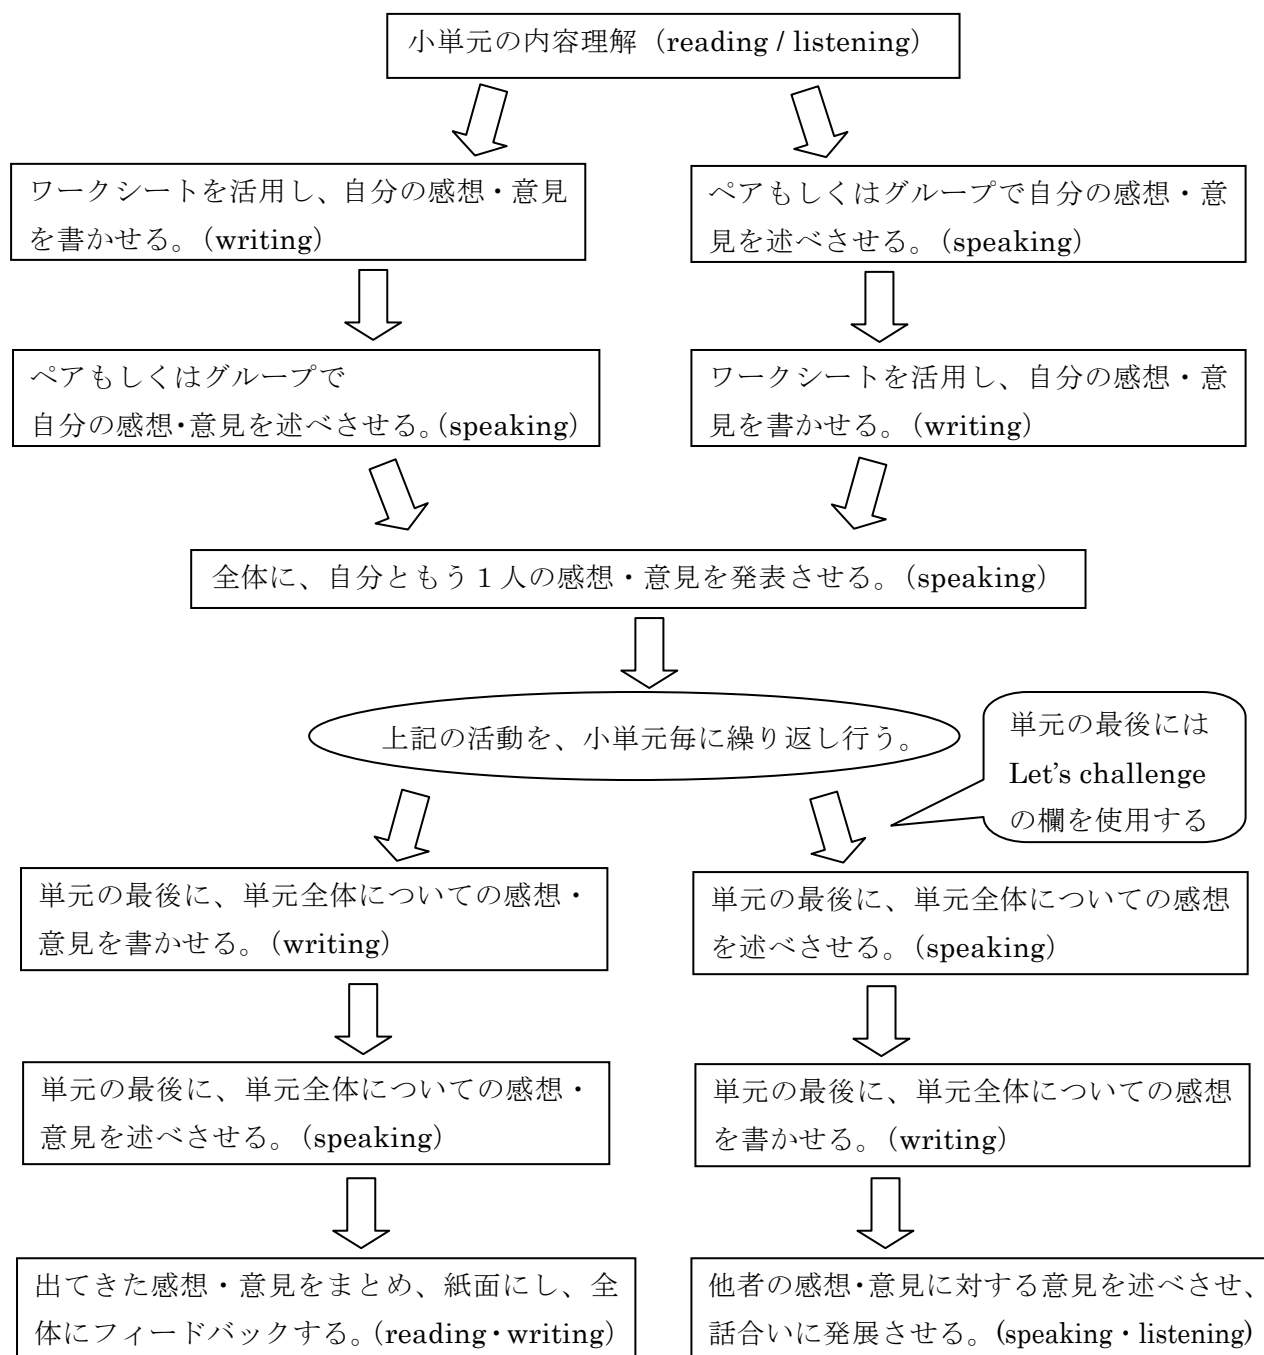 小単元の内容理解（reading / listening）
ワークシートを活用し、自分の感想・意見
を書かせる。（writing）
ペアもしくはグループで自分の感想・意
見を述べさせる。（speaking）
ペアもしくはグループで
自分の感想・意見を述べさせる。（speaking）
ワークシートを活用し、自分の感想・意
見を書かせる。（writing）
全体に、自分ともう１人の感想・意見を発表させる。（speaking）
上記の活動を、小単元毎に繰り返し行う。
単元の最後には
Let’s challenge
の欄を使用する
単元の最後に、単元全体についての感想・
意見を書かせる。（writing）
単元の最後に、単元全体についての感想
を述べさせる。（speaking）
単元の最後に、単元全体についての感想・
意見を述べさせる。（speaking）
単元の最後に、単元全体についての感想
を書かせる。（writing）
出てきた感想・意見をまとめ、紙面にし、全
体にフィードバックする。（reading・writing）
他者の感想・意見に対する意見を述べさせ、
話合いに発展させる。(speaking・listening)